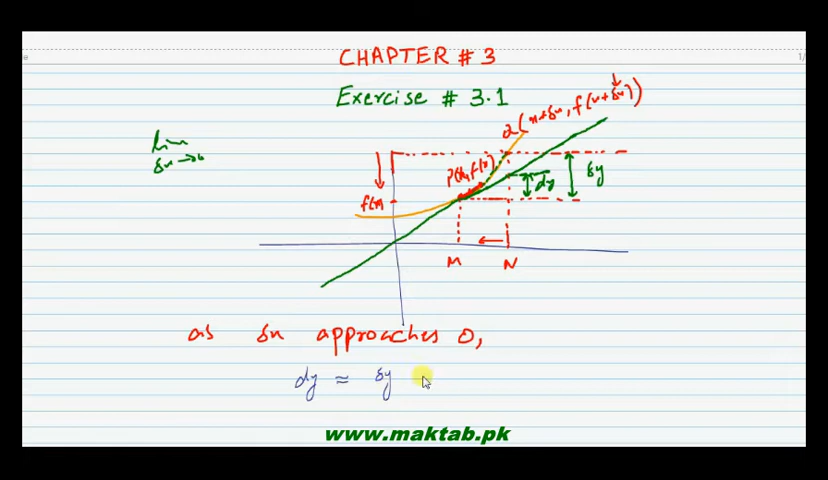 CHAPTER # 3
Exercise # 3.1
2(x+δx, f(x+δx))
lim
δx→0
P(x, f(x))
f(x)
dy
δy
M
N
as δx approaches 0,
dy ≈ δy
www.maktab.pk